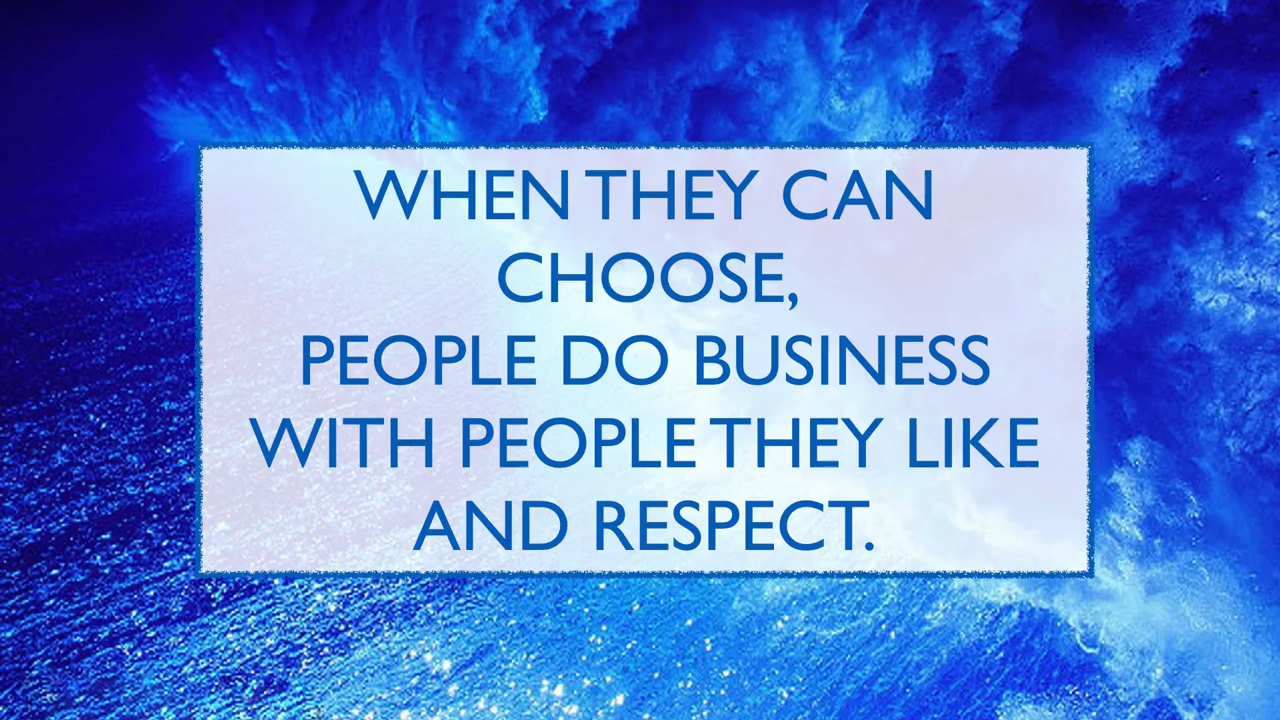 WHEN THEY CAN
CHOOSE,
PEOPLE DO BUSINESS
WITH PEOPLE THEY LIKE
AND RESPECT.